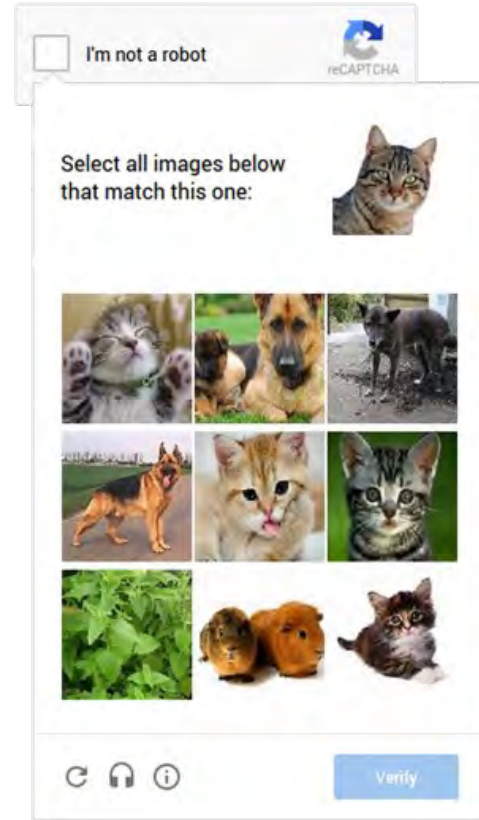 I'm not a robot
reCAPTCHA
Select all images below
that match this one:
Verify